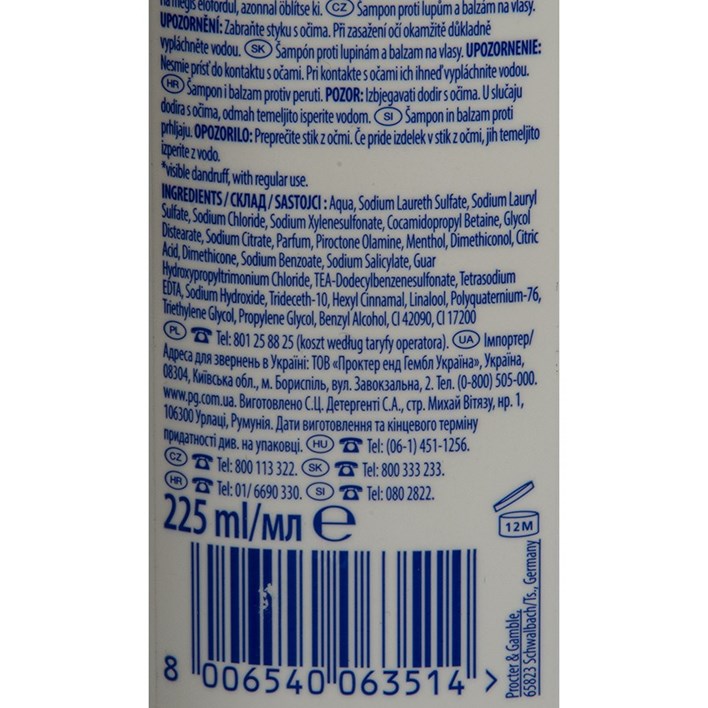 ha mégis előfordul, azonnal öblítse ki. CZ Šampon proti lupům a balzám na vlasy.
UPOZORNĚNÍ: Zabraňte styku s očima. Při zasažení očí okamžitě důkladně
vypláchněte vodou. SK Šampón proti lupinám a balzam na vlasy. UPOZORNENIE:
Nesmie prísť do kontaktu s očami. Pri kontakte s očami ich ihneď vypláchnite vodou.
HR Šampon i balzam protiv peruti. POZOR: Izbjegavati dodir s očima. U slučaju
dodira s očima, odmah temeljito isperite vodom. SI Šampon in balzam proti
prhljaju. OPOZORILO: Preprečite stik z očmi. Če pride izdelek v stik z očmi, jih temeljito
izperite z vodo.
*visible dandruff, with regular use.
INGREDIENTS / СКЛАД / SASTOJCI : Aqua, Sodium Laureth Sulfate, Sodium Lauryl
Sulfate, Sodium Chloride, Sodium Xylenesulfonate, Cocamidopropyl Betaine, Glycol
Distearate, Sodium Citrate, Parfum, Piroctone Olamine, Menthol, Dimethiconol, Citric
Acid, Dimethicone, Sodium Benzoate, Sodium Salicylate, Guar
Hydroxypropyltrimonium Chloride, TEA-Dodecylbenzenesulfonate, Tetrasodium
EDTA, Sodium Hydroxide, Trideceth-10, Hexyl Cinnamal, Linalool, Polyquaternium-76,
Triethylene Glycol, Propylene Glycol, Benzyl Alcohol, CI 42090, CI 17200
PL Tel: 801 25 88 25 (koszt według taryfy operatora). UA Імпортер/
Адреса для звернень в Україні: ТОВ «Проктер енд Гембл Україна», Україна,
08304, Київська обл., м. Бориспіль, вул. Завокзальна, 2. Тел. (0-800) 505-000.
www.pg.com.ua. Виготовлено С.Ц. Детергенті С.А., стр. Михай Вітязу, нр. 1,
106300 Урлаці, Румунія. Дати виготовлення та кінцевого терміну
придатності див. на упаковці. HU Tel: (06-1) 451-1256.
CZ Tel: 800 113 322. SK Tel: 800 333 233.
HR Tel: 01/ 6690 330. SI Tel: 080 2822.
225 ml/мл e
12 M
Procter & Gamble,
65823 Schwalbach/Ts., Germany
8 006540 063514 >